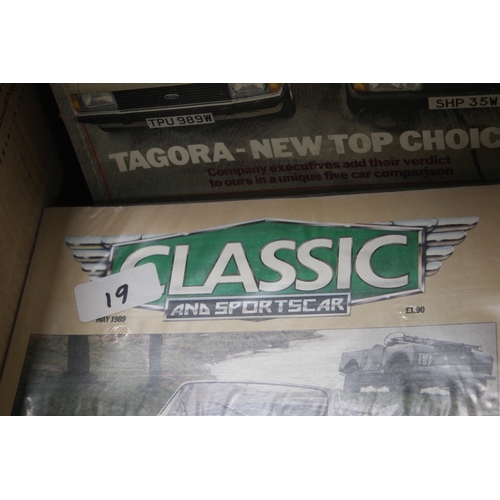 TPU 989W
SHP 35W
TAGORA-NEW TOP CHOIC
Company executives and their verdict
to ours in a unique five car comparison
CLASSIC
AND SPORTSCAR
19
MAY 1989
£1.90